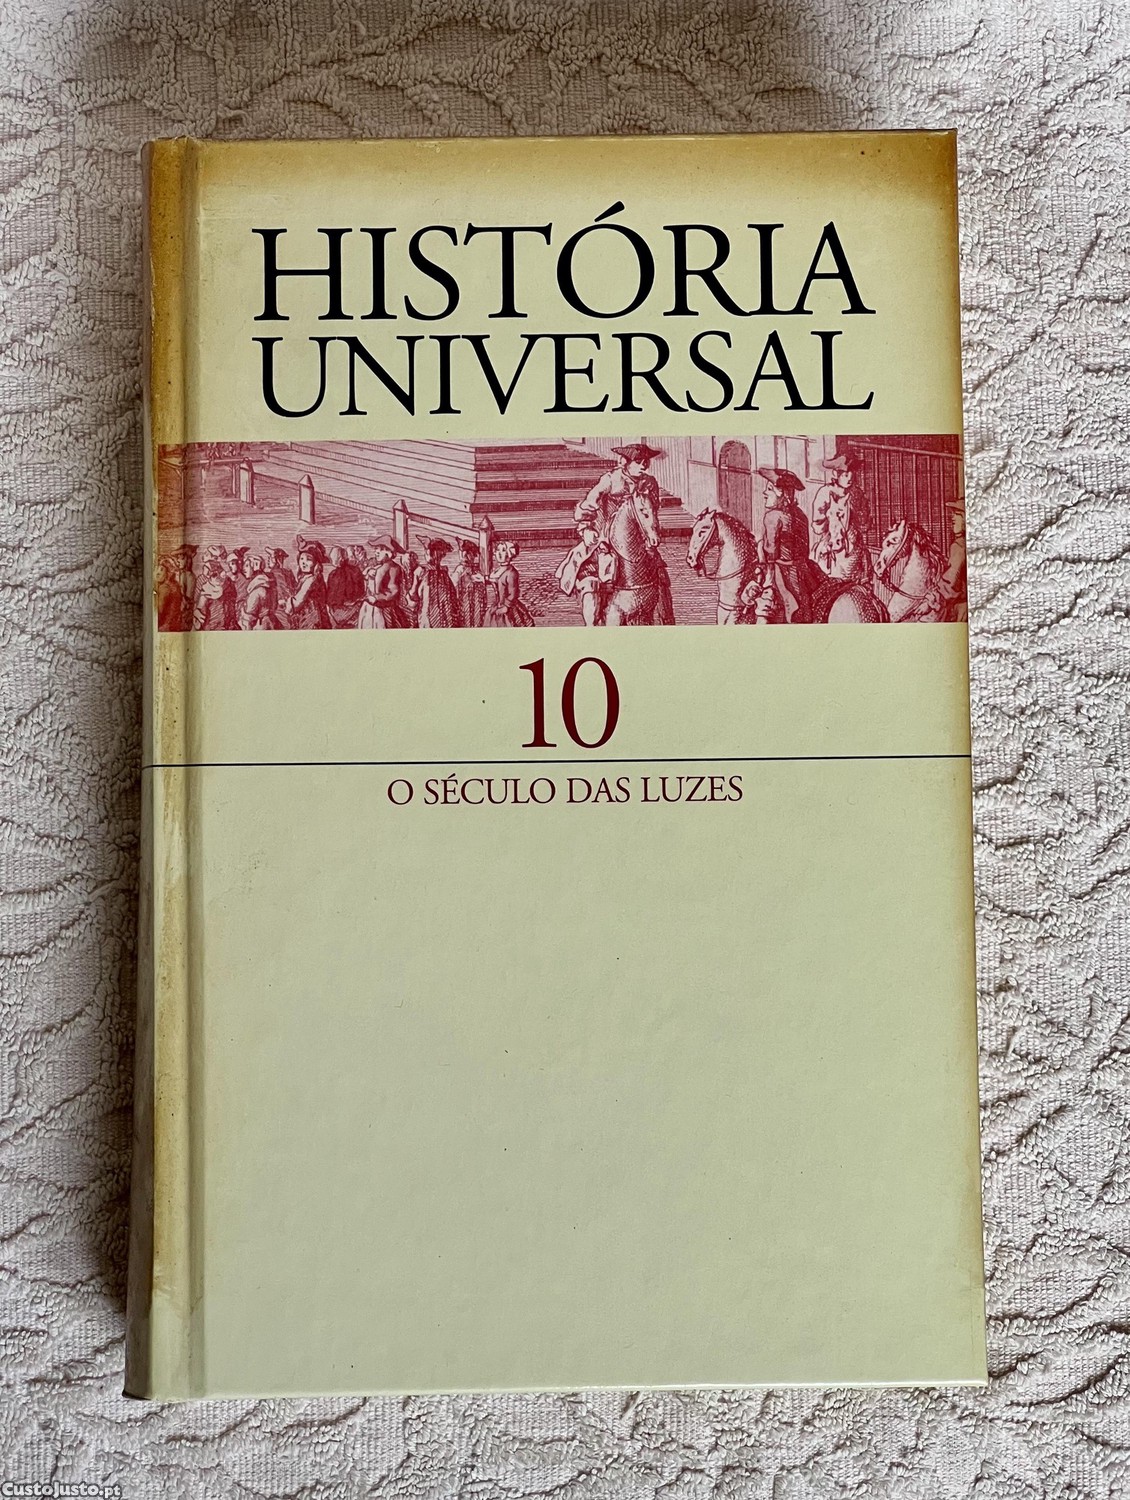 HISTÓRIA
UNIVERSAL
10
O SÉCULO DAS LUZES
CustoJusto.pt